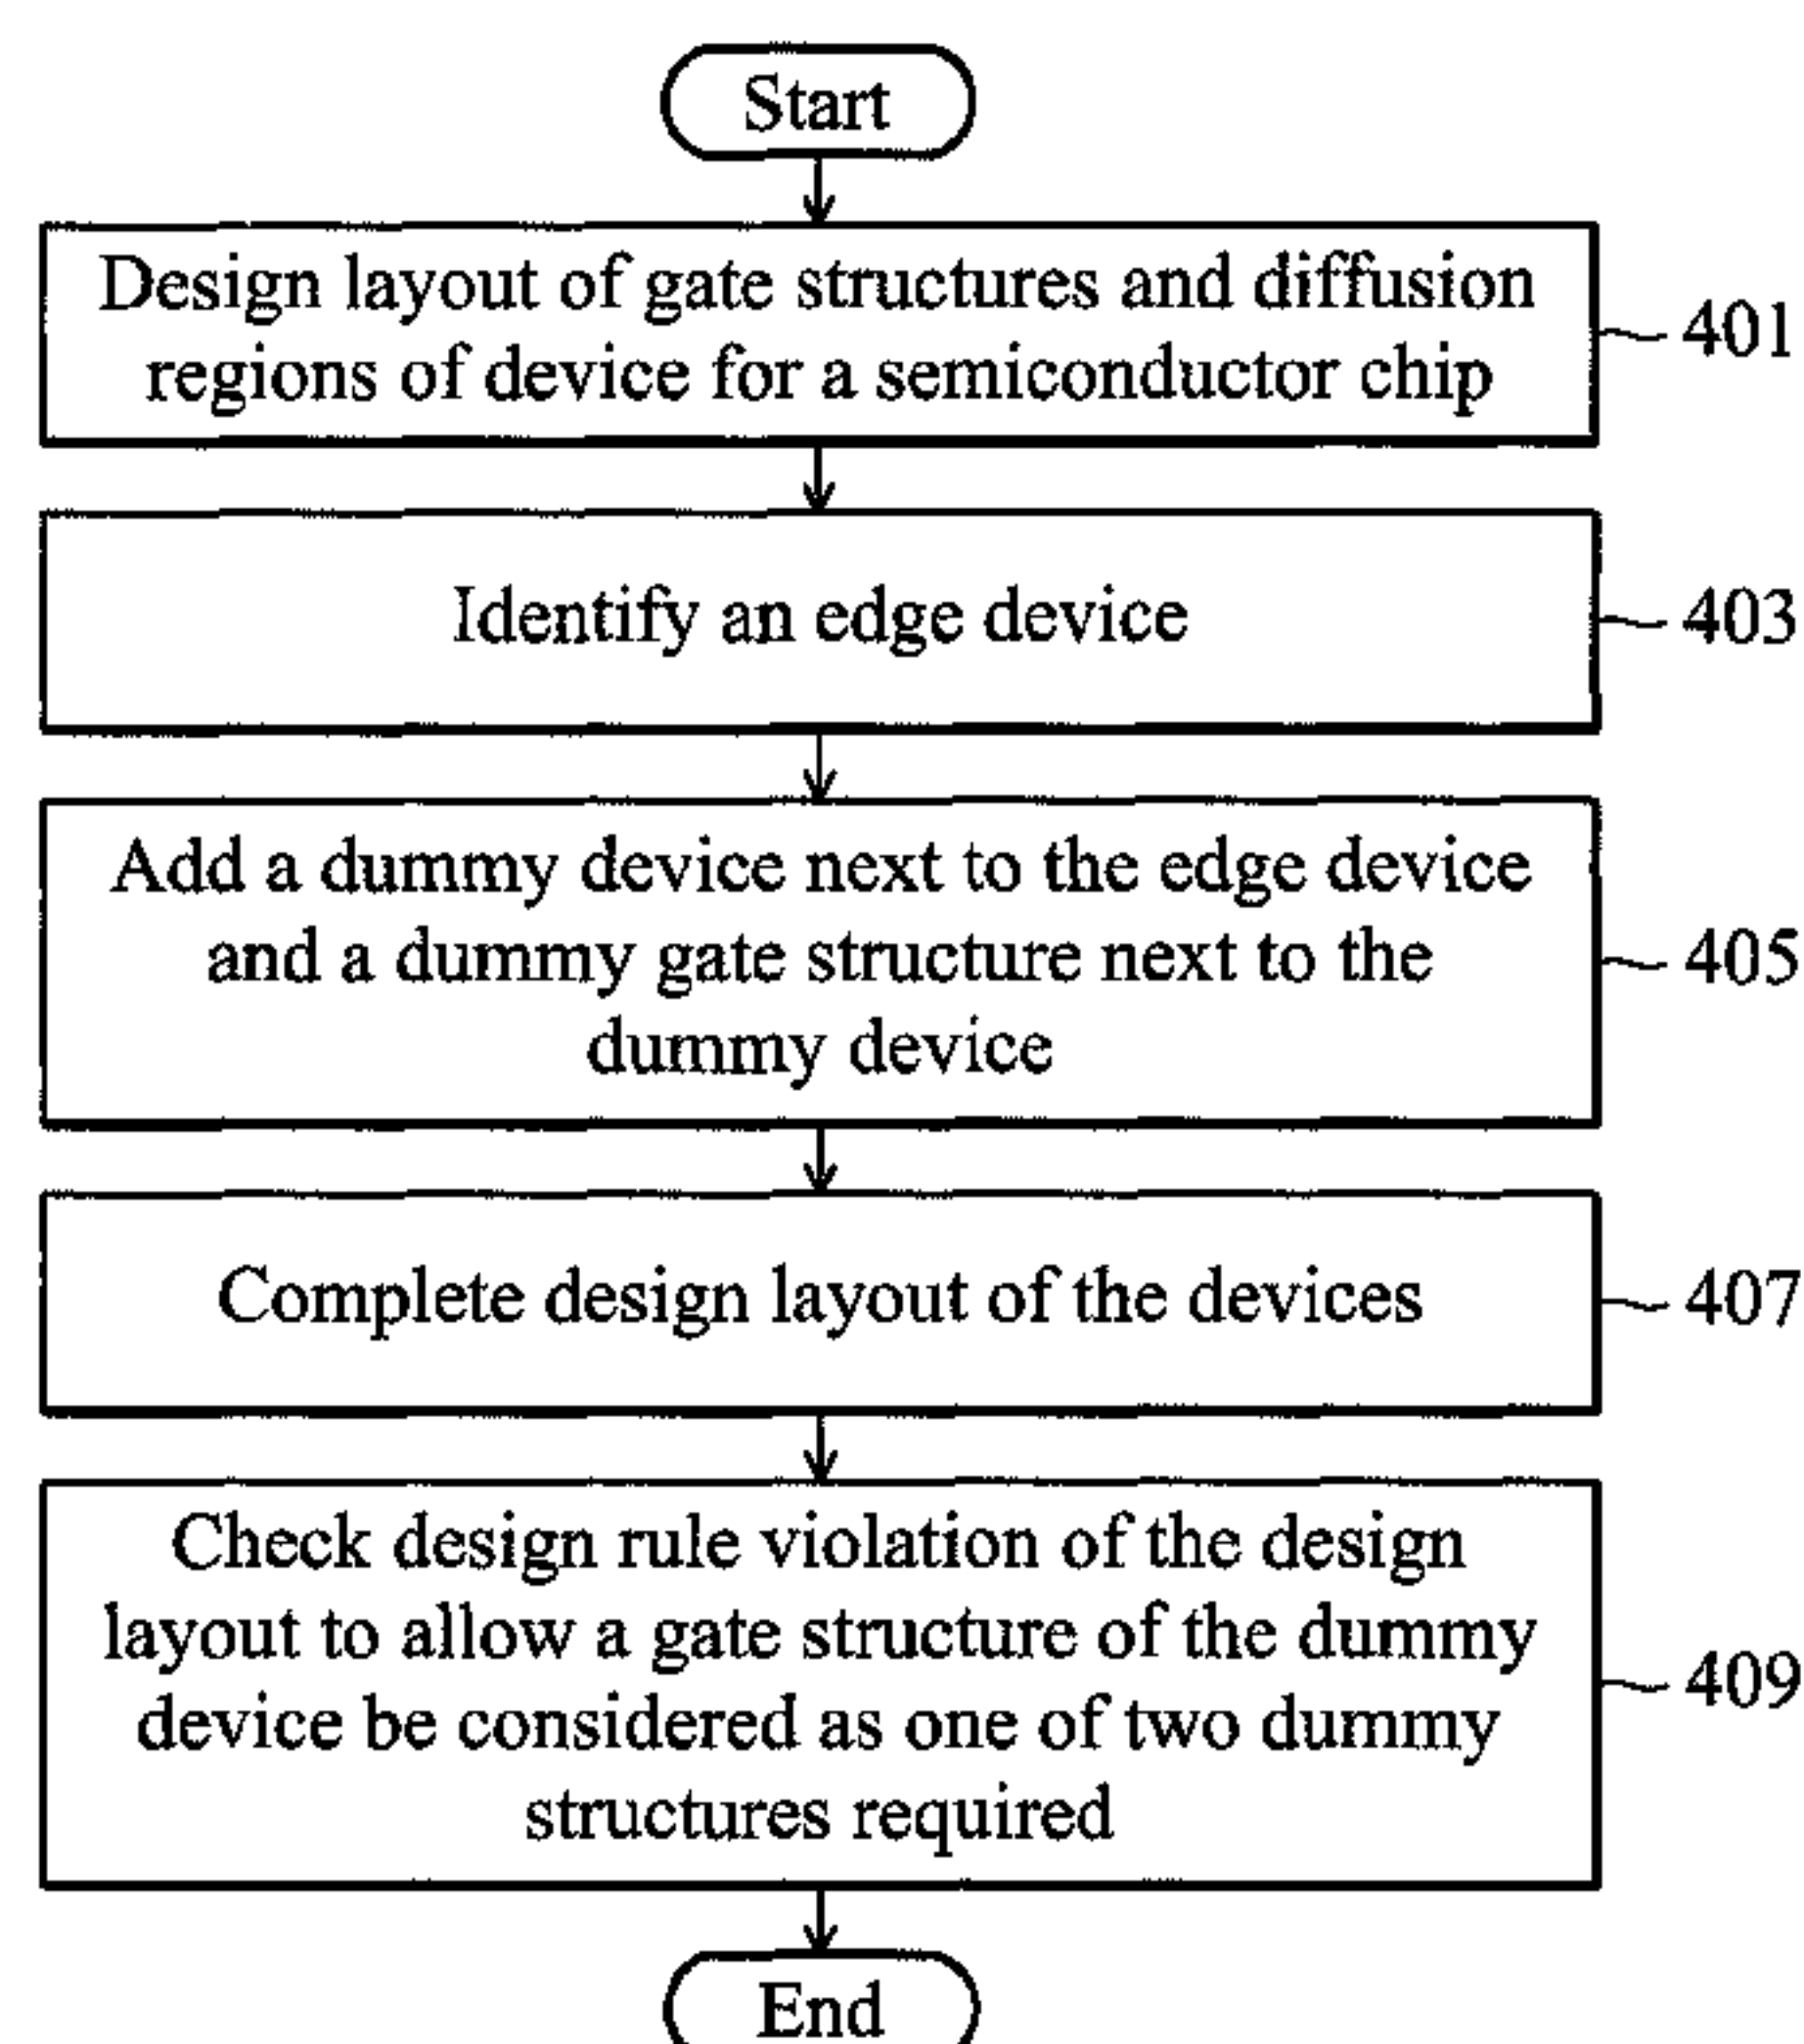 Start
Design layout of gate structures and diffusion
regions of device for a semiconductor chip
401
Identify an edge device
403
Add a dummy device next to the edge device
and a dummy gate structure next to the
dummy device
405
Complete design layout of the devices
407
Check design rule violation of the design
layout to allow a gate structure of the dummy
device be considered as one of two dummy
structures required
409
End